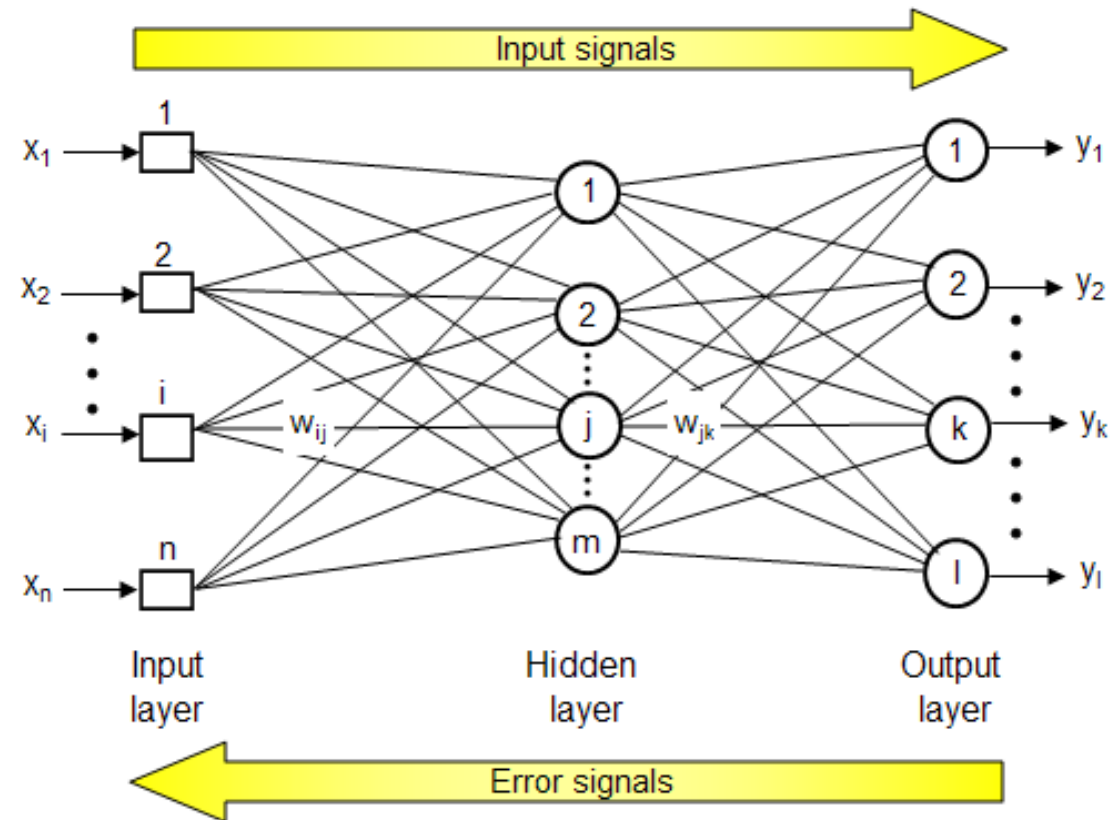 Input signals
1
x₁
1
y₁
1
2
x₂
2
y₂
2
i
xᵢ
wᵢⱼ
j
wⱼₖ
k
yₖ
n
xₙ
m
l
yₗ
Input
layer
Hidden
layer
Output
layer
Error signals